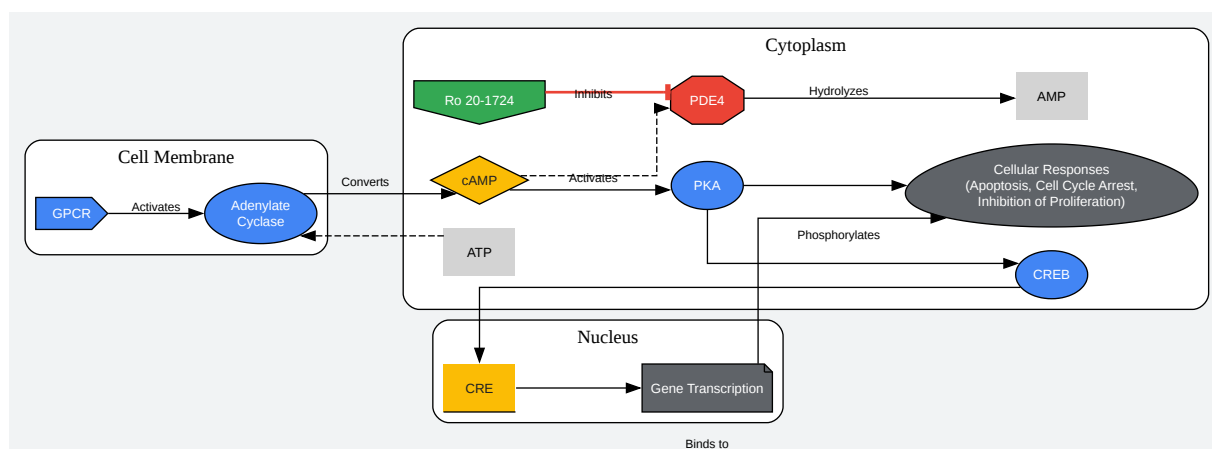 Cytoplasm
Ro 20-1724
Inhibits
PDE4
Hydrolyzes
AMP
Cell Membrane
GPCR
Activates
Adenylate
Cyclase
Converts
cAMP
Activates
PKA
Cellular Responses
(Apoptosis, Cell Cycle Arrest,
Inhibition of Proliferation)
ATP
Phosphorylates
CREB
Nucleus
CRE
Gene Transcription
Binds to